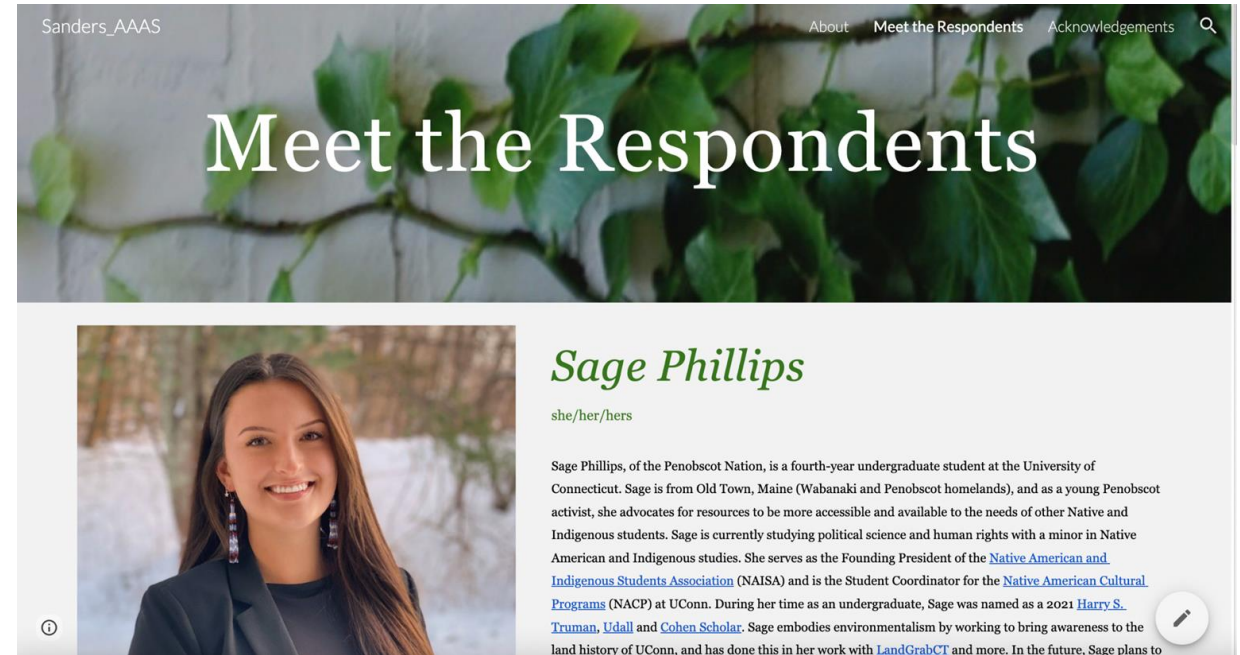 Sanders_AAAS
About Meet the Respondents Acknowledgements
Meet the Respondents
Sage Phillips
she/her/hers
Sage Phillips, of the Penobscot Nation, is a fourth-year undergraduate student at the University of
Connecticut. Sage is from Old Town, Maine (Wabanaki and Penobscot homelands), and as a young Penobscot
activist, she advocates for resources to be more accessible and available to the needs of other Native and
Indigenous students. Sage is currently studying political science and human rights with a minor in Native
American and Indigenous studies. She serves as the Founding President of the Native American and
Indigenous Students Association (NAISA) and is the Student Coordinator for the Native American Cultural
Programs (NACP) at UConn. During her time as an undergraduate, Sage was named as a 2021 Harry S.
Truman, Udall and Cohen Scholar. Sage embodies environmentalism by working to bring awareness to the
land history of UConn, and has done this in her work with LandGrabCT and more. In the future, Sage plans to